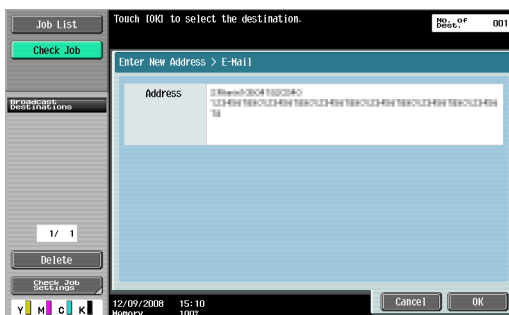 Job List
Touch [OK] to select the destination.
No. of
Dest.
001
Check Job
Enter New Address > E-Mail
Address
Broadcast
Destinations
1/ 1
Delete
Check Job
Settings
Cancel
OK
Y M C K
12/09/2008 15:10
Memory 100%